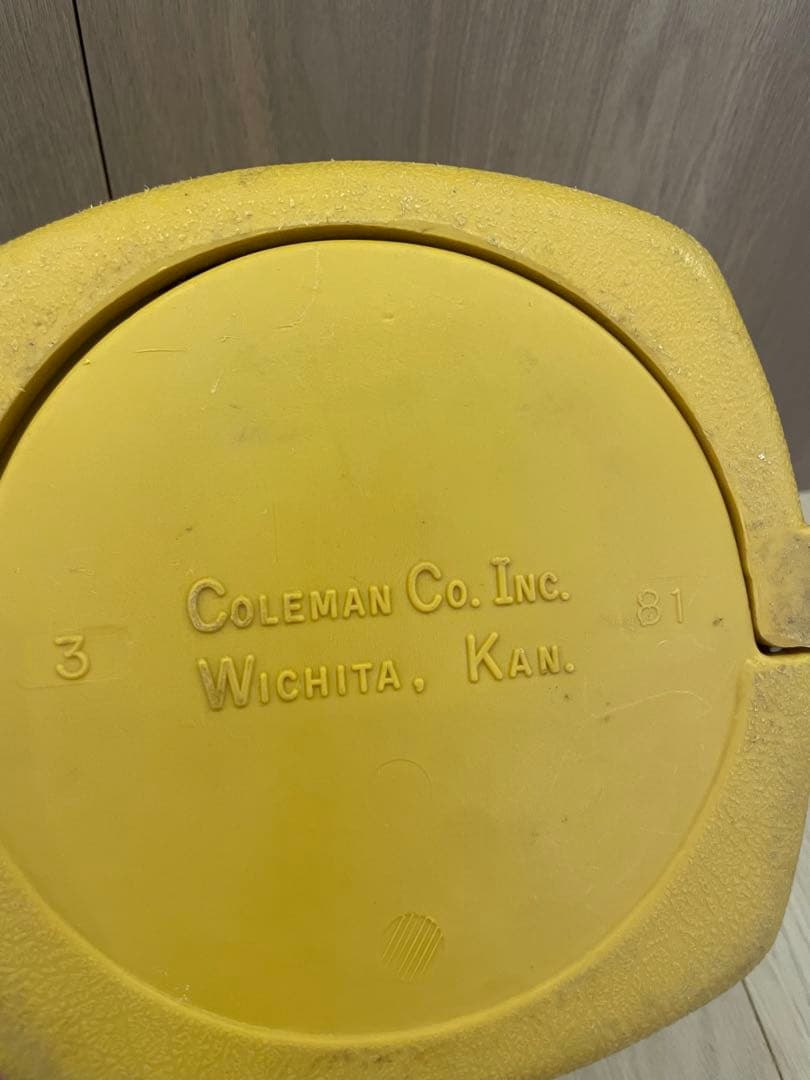 COLEMAN CO. INC.
3 81
WICHITA, KAN.